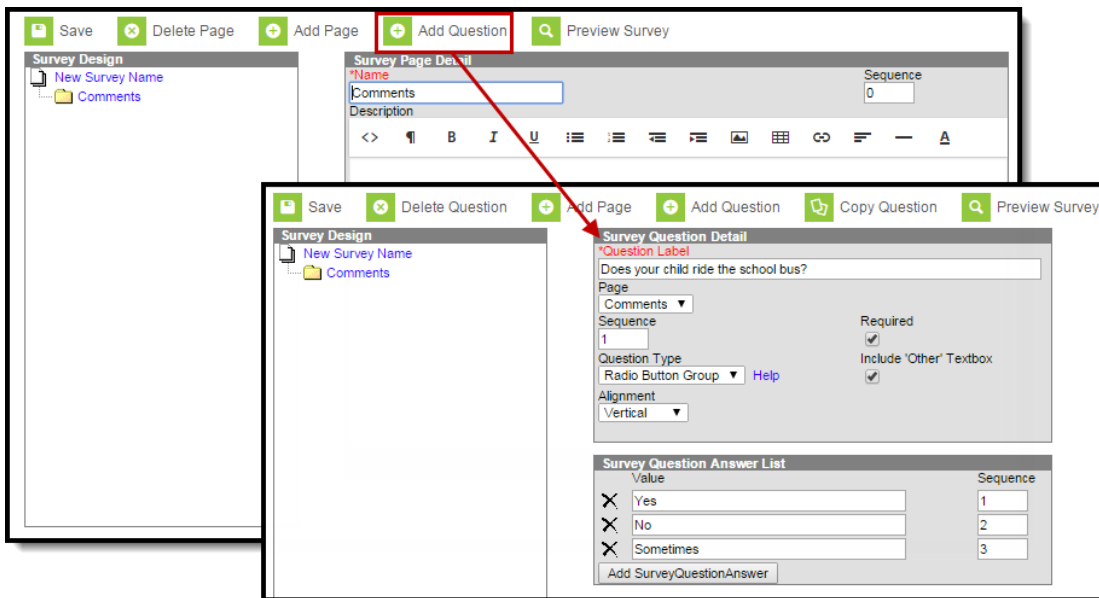 Save Delete Page Add Page Add Question Preview Survey
Survey Design
New Survey Name
Comments
Survey Page Detail
*Name Sequence
Comments 0
Description
<> ¶ B I U A
Save Delete Question Add Page Add Question Copy Question Preview Survey
Survey Design
New Survey Name
Comments
Survey Question Detail
*Question Label
Does your child ride the school bus?
Page
Comments
Sequence Required
1
Question Type Include 'Other' Textbox
Radio Button Group Help
Alignment
Vertical
Survey Question Answer List
Value Sequence
Yes 1
No 2
Sometimes 3
Add SurveyQuestionAnswer